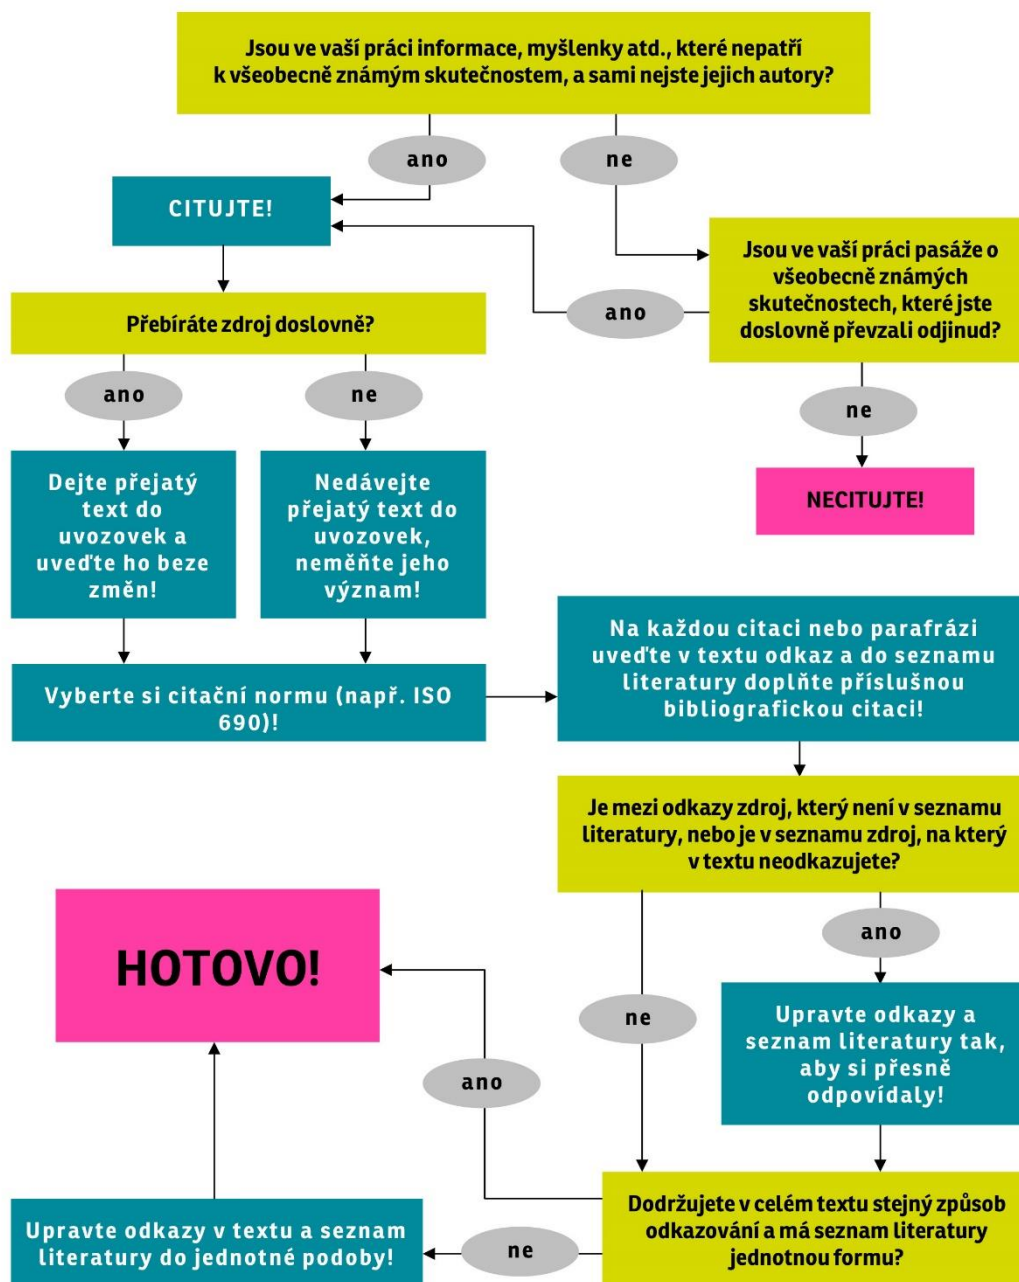 Jsou ve vaší práci informace, myšlenky atd., které nepatří
k všeobecně známým skutečnostem, a sami nejste jejich autory?
ano
ne
CITUJTE!
Jsou ve vaší práci pasáže o
všeobecně známých
skutečnostech, které jste
doslovně převzali odjinud?
ano
Přebíráte zdroj doslovně?
ano
ne
ne
Dejte přejatý
text do
uvozovek a
uveďte ho beze
změn!
Nedávejte
přejatý text do
uvozovek,
neměňte jeho
význam!
NECITUJTE!
Vyberte si citační normu (např. ISO
690)!
Na každou citaci nebo parafrázi
uveďte v textu odkaz a do seznamu
literatury doplňte příslušnou
bibliografickou citaci!
Je mezi odkazy zdroj, který není v seznamu
literatury, nebo je v seznamu zdroj, na který
v textu neodkazujete?
ano
ne
Upravte odkazy a
seznam literatury tak,
aby si přesně
odpovídaly!
HOTOVO!
ano
Dodržujete v celém textu stejný způsob
odkazování a má seznam literatury
jednotnou formu?
ne
Upravte odkazy v textu a seznam
literatury do jednotné podoby!